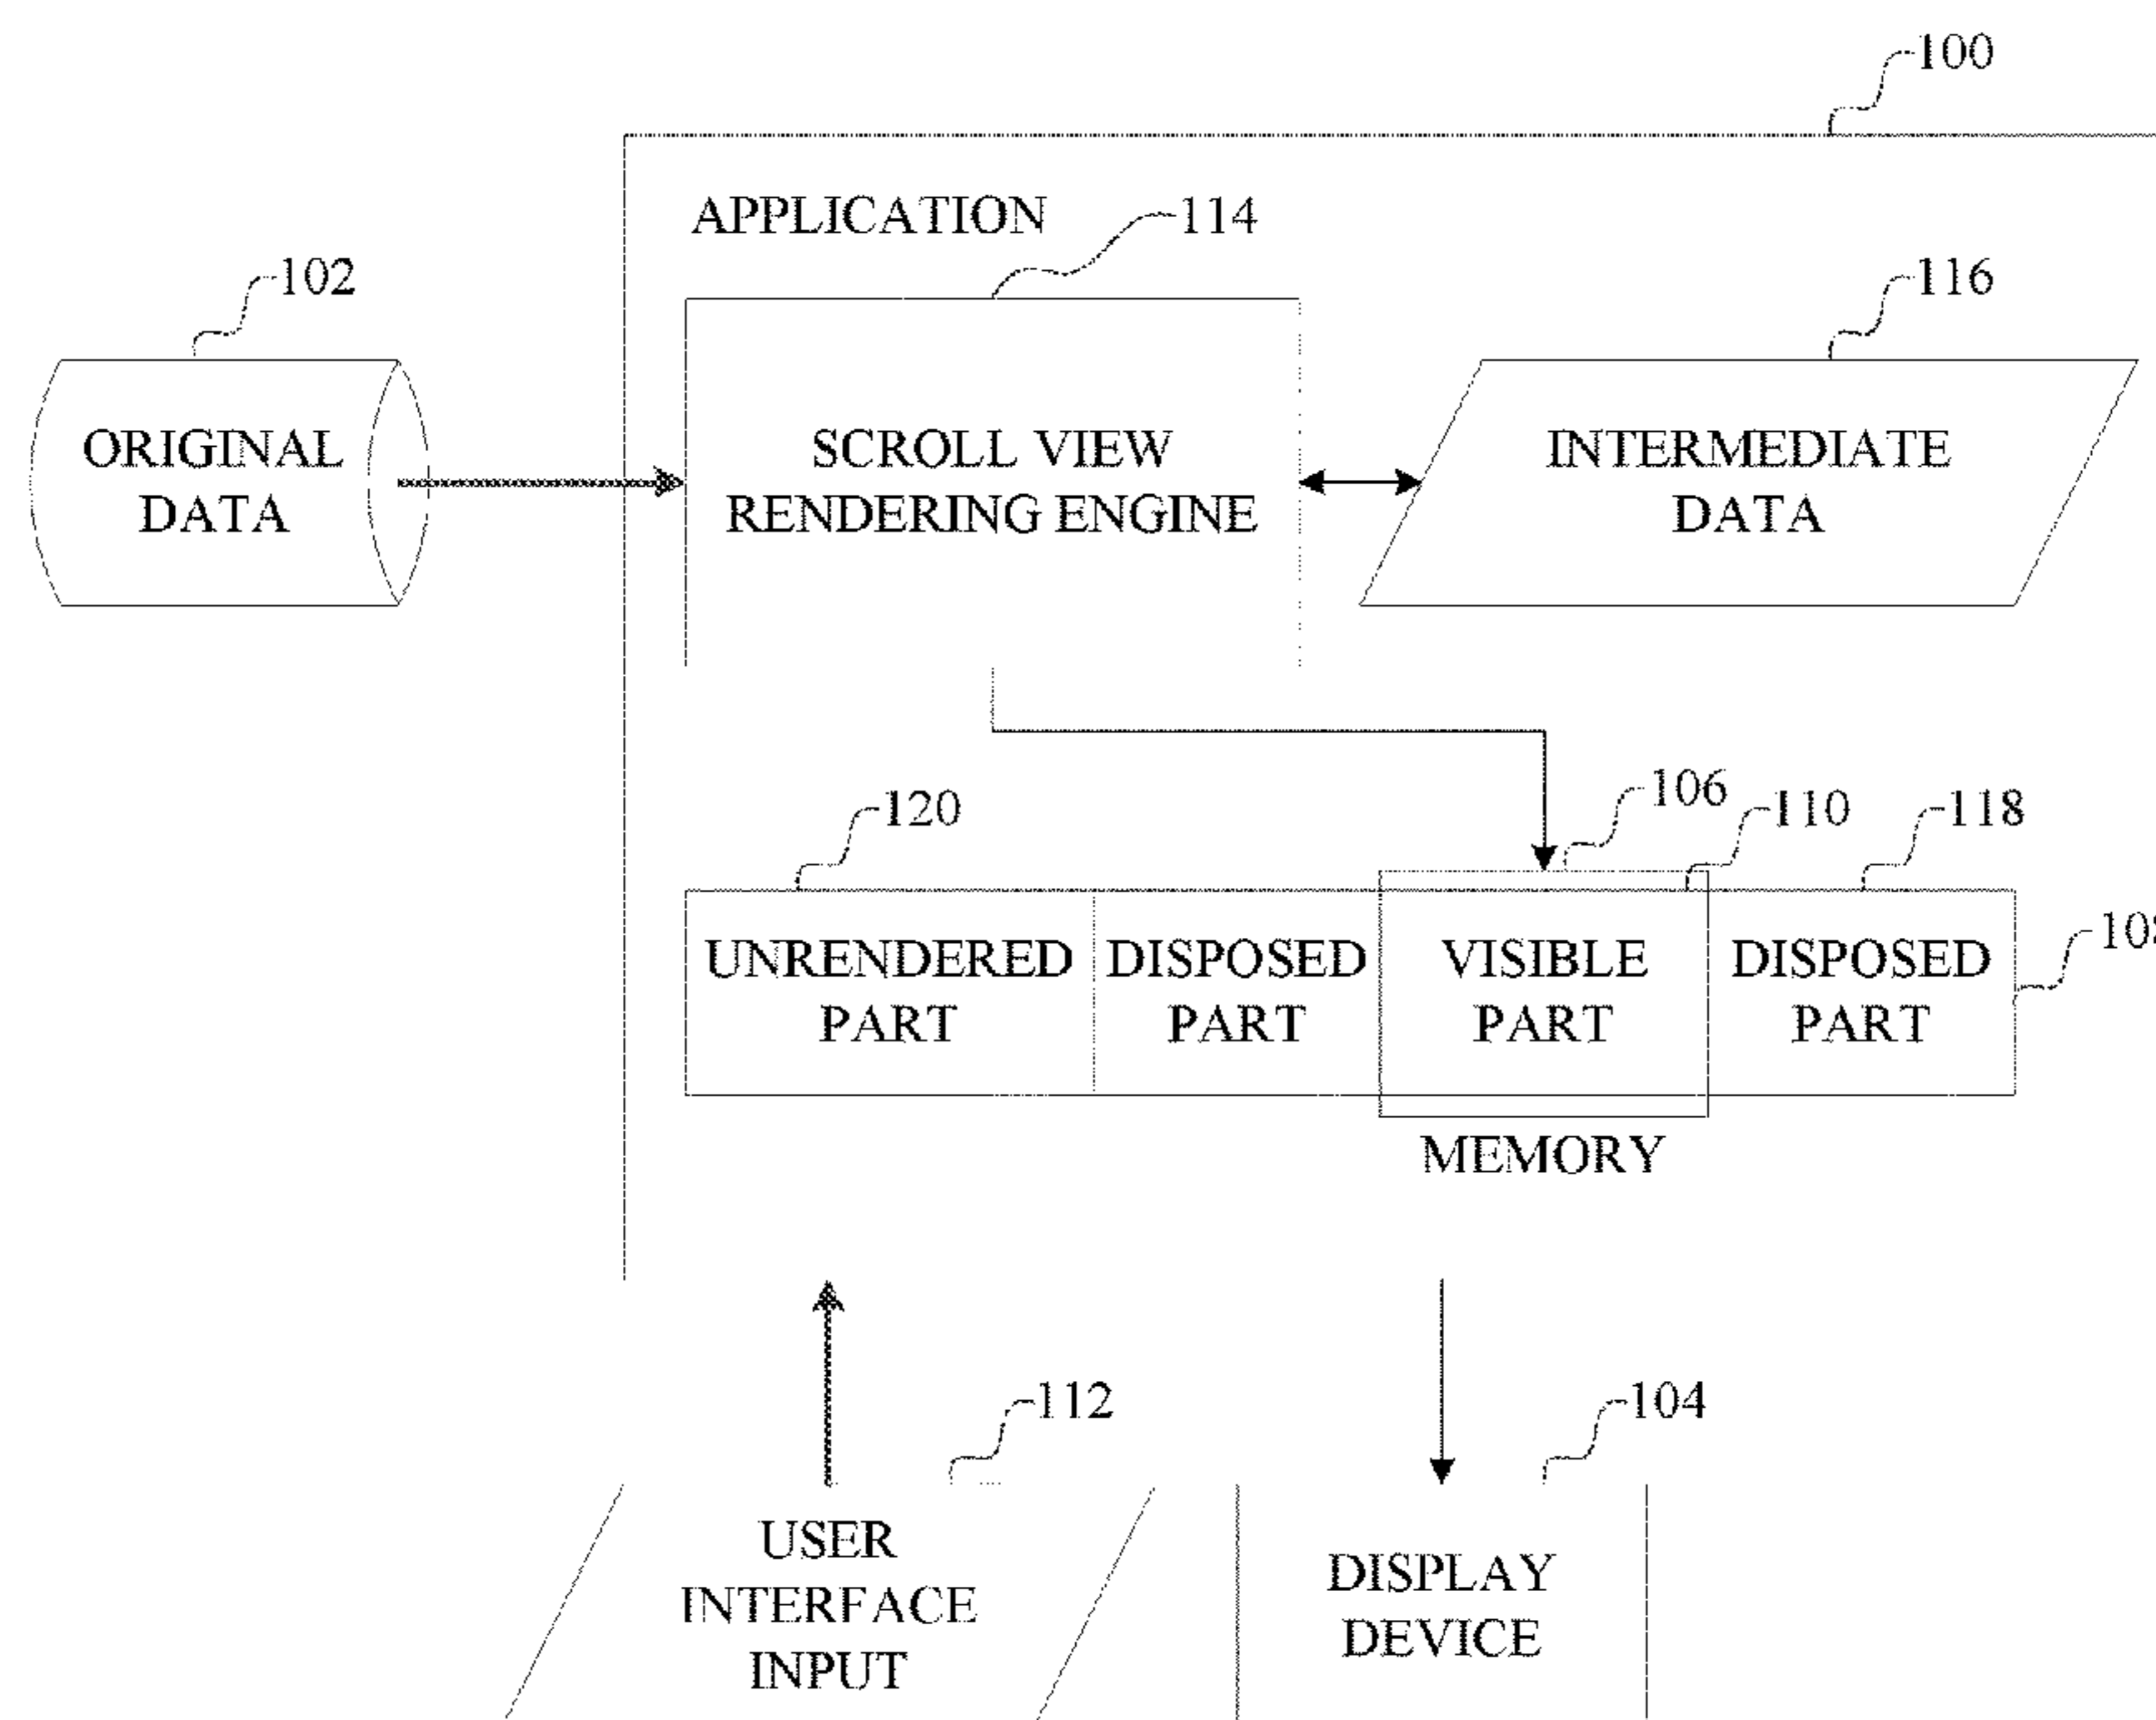 100
APPLICATION
114
102
116
ORIGINAL
DATA
SCROLL VIEW
RENDERING ENGINE
INTERMEDIATE
DATA
106
120
110
118
UNRENDERED
PART
DISPOSED
PART
VISIBLE
PART
DISPOSED
PART
MEMORY
112
104
USER
INTERFACE
INPUT
DISPLAY
DEVICE